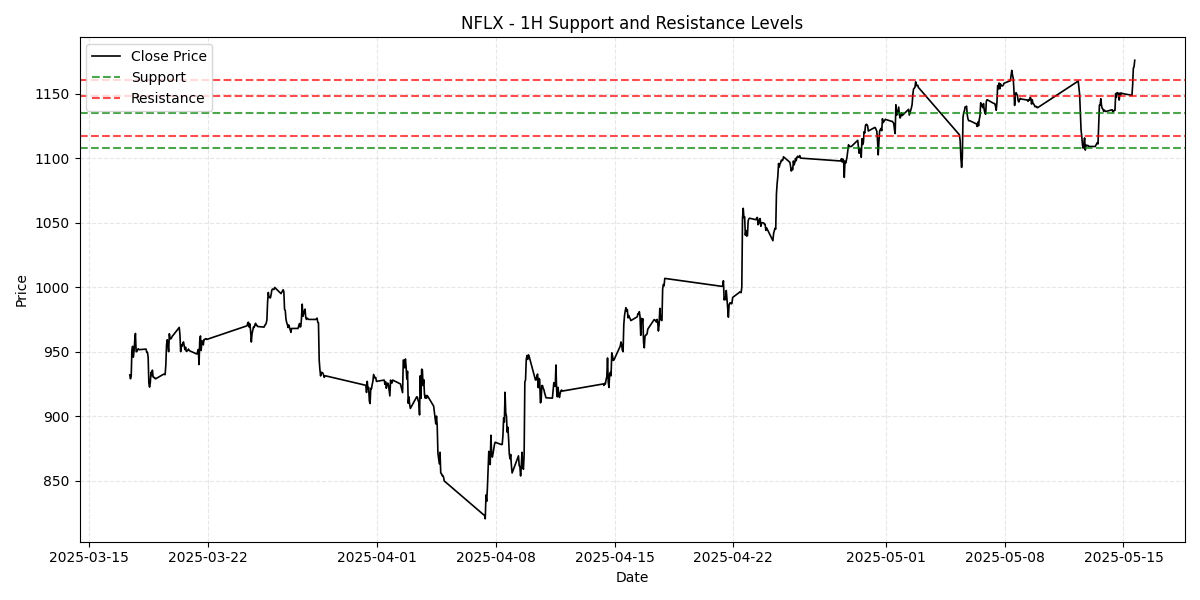 NFLX - 1H Support and Resistance Levels
Close Price
Support
Resistance
Price
1150
1100
1050
1000
950
900
850
2025-03-15 2025-03-22 2025-04-01 2025-04-08 2025-04-15 2025-04-22 2025-05-01 2025-05-08 2025-05-15
Date